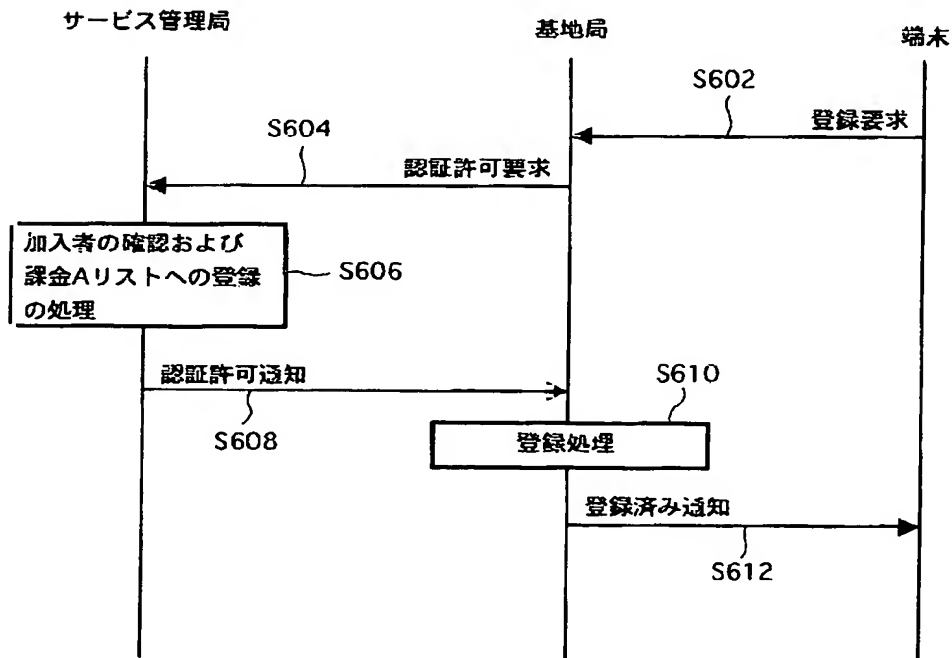 サービス管理局
基地局
端末
S602
登録要求
S604
認証許可要求
加入者の確認および
課金Aリストへの登録
の処理
S606
認証許可通知
S608
S610
登録処理
登録済み通知
S612